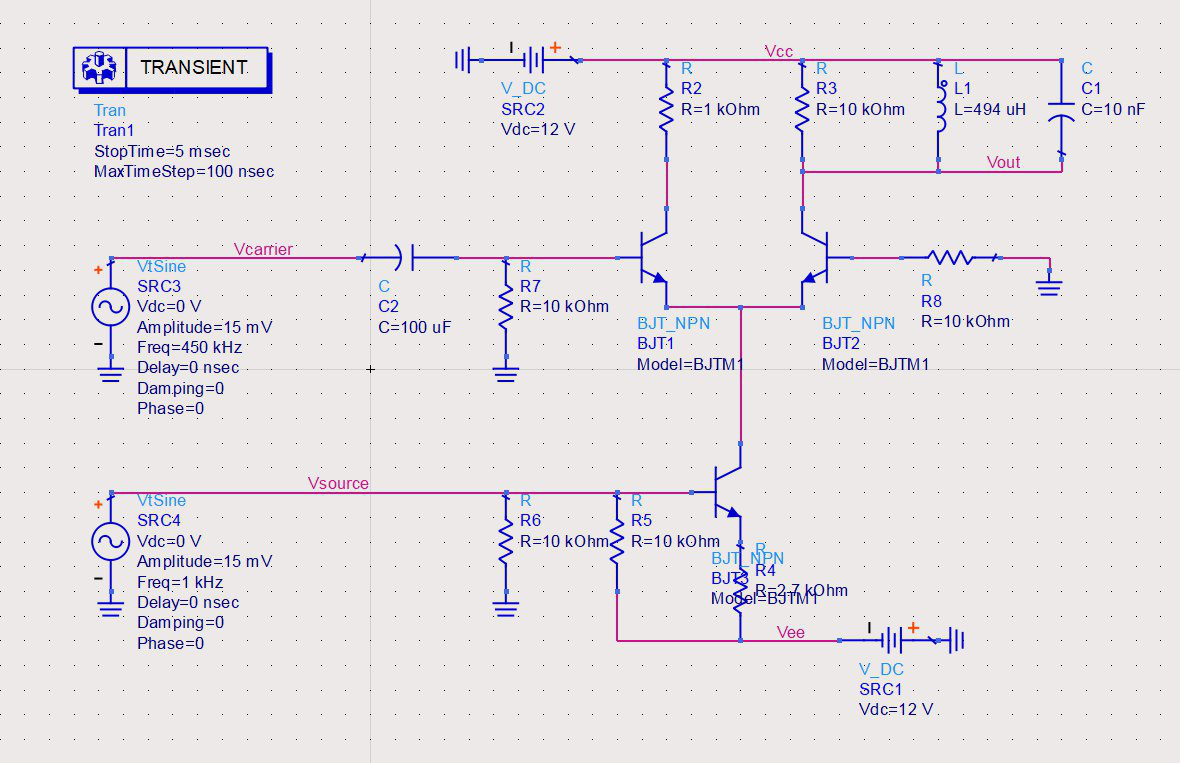 TRANSIENT
Tran
Tran1
StopTime=5 msec
MaxTimeStep=100 nsec
V_DC
SRC2
Vdc=12 V
Vcc
R
R2
R=1 kOhm
R
R3
R=10 kOhm
L
L1
L=494 uH
C
C1
C=10 nF
Vout
Vcarrier
VtSine
SRC3
Vdc=0 V
Amplitude=15 mV
Freq=450 kHz
Delay=0 nsec
Damping=0
Phase=0
C
C2
C=100 uF
R
R7
R=10 kOhm
BJT_NPN
BJT1
Model=BJTM1
BJT_NPN
BJT2
Model=BJTM1
R
R8
R=10 kOhm
Vsource
VtSine
SRC4
Vdc=0 V
Amplitude=15 mV
Freq=1 kHz
Delay=0 nsec
Damping=0
Phase=0
R
R6
R=10 kOhm
R
R5
R=10 kOhm
BJT_NPN
BJT3
Model=BJTM1
R
R4
R=2.7 kOhm
Vee
V_DC
SRC1
Vdc=12 V